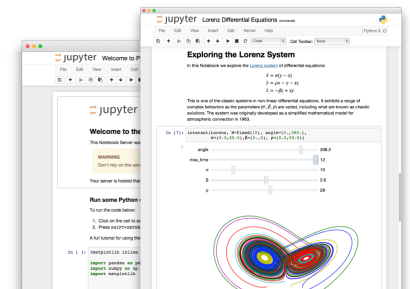 jupyter Lorenz Differential Equations (autosaved)
File Edit View Insert Cell Kernel Help
Python 3
Code
Cell Toolbar: None
Exploring the Lorenz System
In this Notebook we explore the Lorenz system of differential equations:
ẋ = σ(y − x)
ẏ = ρx − y − xz
ż = −βz + xy
This is one of the classic systems in non-linear differential equations. It exhibits a range of
complex behaviors as the parameters (σ, β, ρ) are varied, including what are known as chaotic
solutions. The system was originally developed as a simplified mathematical model for
atmospheric convection in 1963.
In [7]: interact(Lorenz, N=fixed(10), angle=(0.,360.),
σ=(0.0,50.0),β=(0.,5), ρ=(0.0,50.0))
angle 308.2
max_time 12
σ 10
β 2.6
ρ 28
jupyter Welcome to P
File Edit View Insert Cell
jupyter
Welcome to the
This Notebook Server was
WARNING
Don't rely on this serv
Your server is hosted tha
Run some Python
To run the code below:
1. Click on the cell to se
2. Press SHIFT+ENTER
A full tutorial for using the
In [ ]: %matplotlib inline
import pandas as pd
import numpy as np
import matplotlib